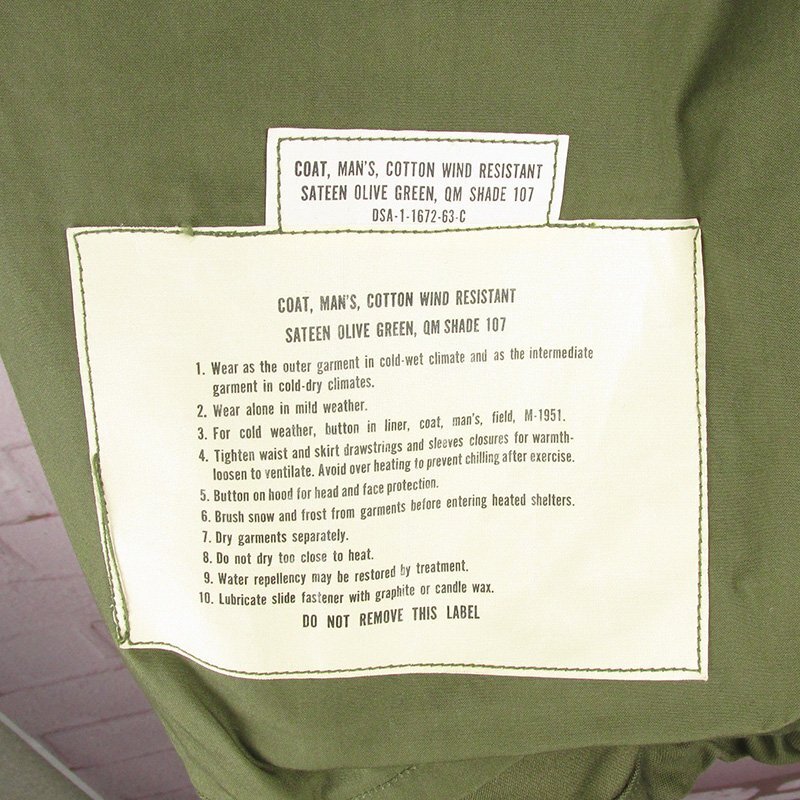 COAT, MAN'S, COTTON WIND RESISTANT
SATEEN OLIVE GREEN, QM SHADE 107
DSA-1-1672-63-C
COAT, MAN'S, COTTON WIND RESISTANT
SATEEN OLIVE GREEN, QM SHADE 107
1. Wear as the outer garment in cold-wet climate and as the intermediate
garment in cold-dry climates.
2. Wear alone in mild weather.
3. For cold weather, button in liner, coat, man's, field, M-1951.
4. Tighten waist and skirt drawstrings and sleeves closures for warmth-
loosen to ventilate. Avoid over heating to prevent chilling after exercise.
5. Button on hood for head and face protection.
6. Brush snow and frost from garments before entering heated shelters.
7. Dry garments separately.
8. Do not dry too close to heat.
9. Water repellency may be restored by treatment.
10. Lubricate slide fastener with graphite or candle wax.
DO NOT REMOVE THIS LABEL